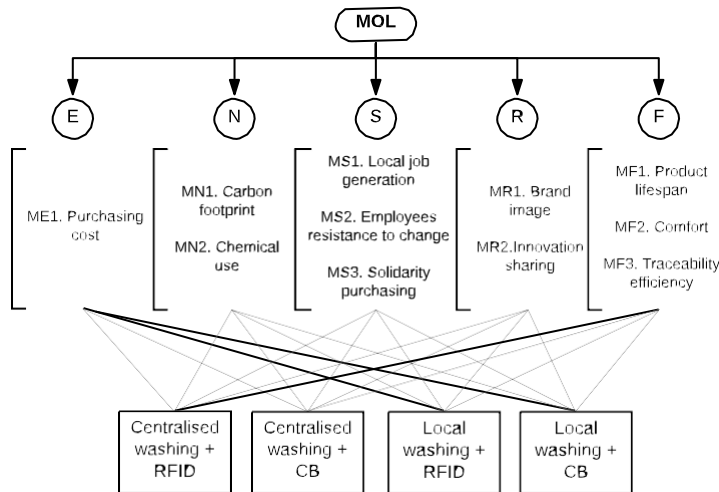 MOL
E
N
S
R
F
ME1. Purchasing
cost
MN1. Carbon
footprint
MN2. Chemical
use
MS1. Local job
generation
MS2. Employees
resistance to change
MS3. Solidarity
purchasing
MR1. Brand
image
MR2.Innovation
sharing
MF1. Product
lifespan
MF2. Comfort
MF3. Traceability
efficiency
Centralised
washing +
RFID
Centralised
washing +
CB
Local
washing +
RFID
Local
washing +
CB